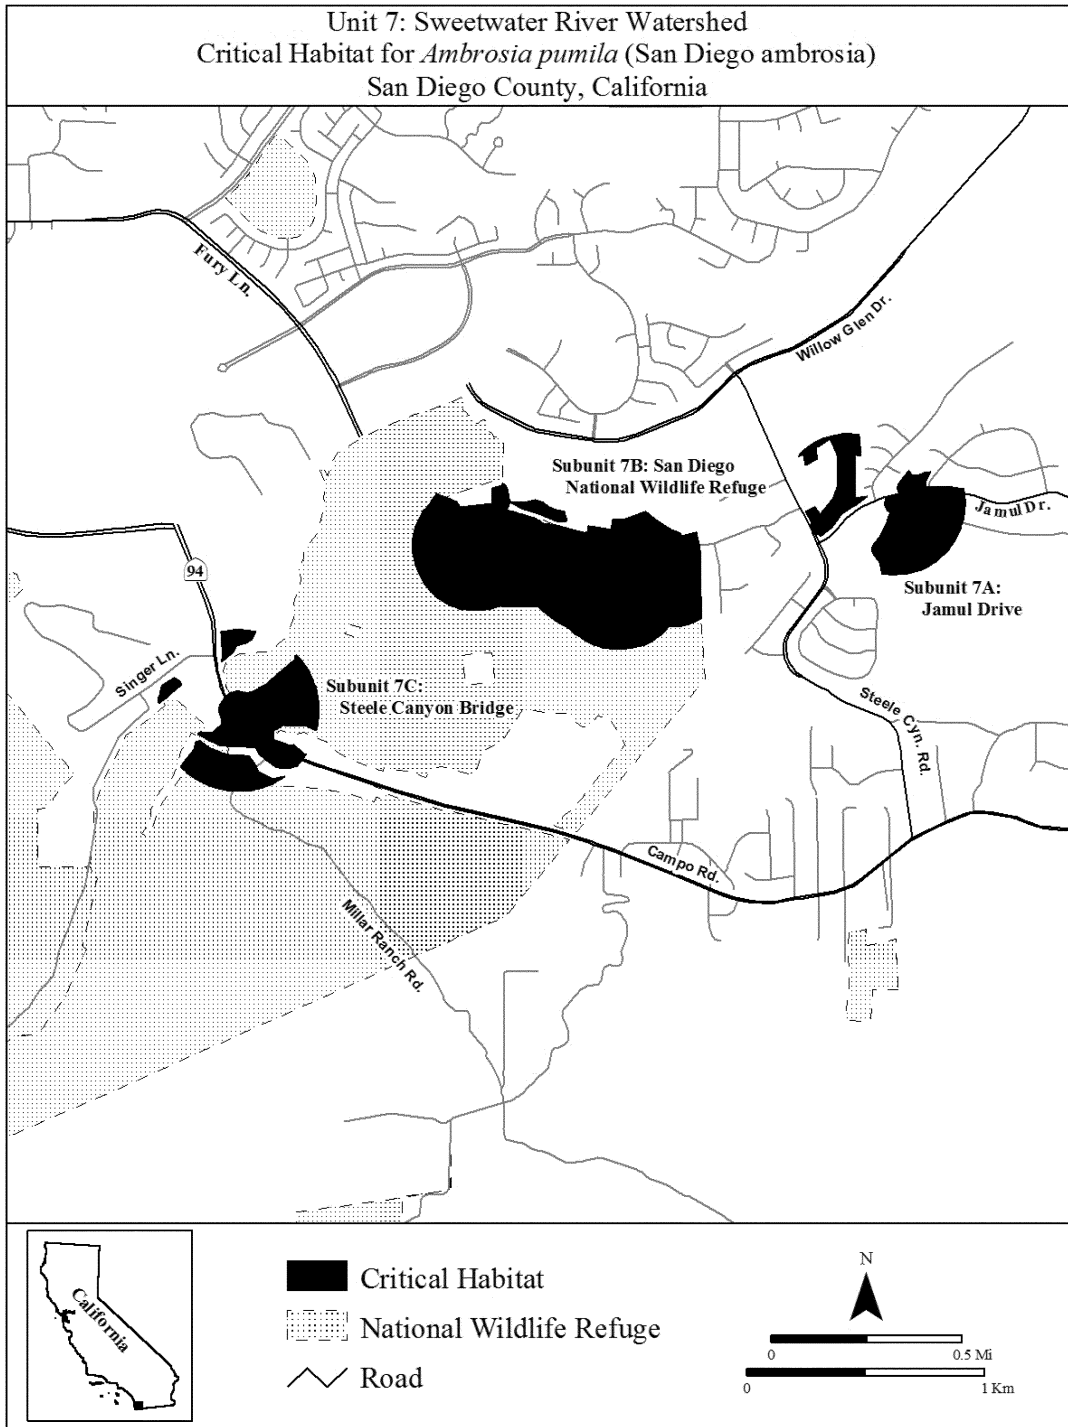 Unit 7: Sweetwater River Watershed
Critical Habitat for Ambrosia pumila (San Diego ambrosia)
San Diego County, California
Fury Ln.
Willow Glen Dr.
Subunit 7B: San Diego
National Wildlife Refuge
Jamul Dr.
94
Subunit 7A:
Jamul Drive
Singer Ln.
Subunit 7C:
Steele Canyon Bridge
Steele Cyn. Rd.
Campo Rd.
Millar Ranch Rd.
California
Critical Habitat
National Wildlife Refuge
Road
N
0 0.5 Mi
0 1 Km